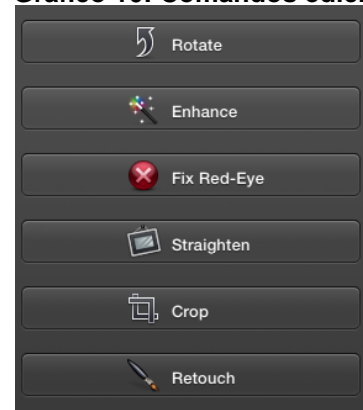 Rotate
Enhance
Fix Red-Eye
Straighten
Crop
Retouch